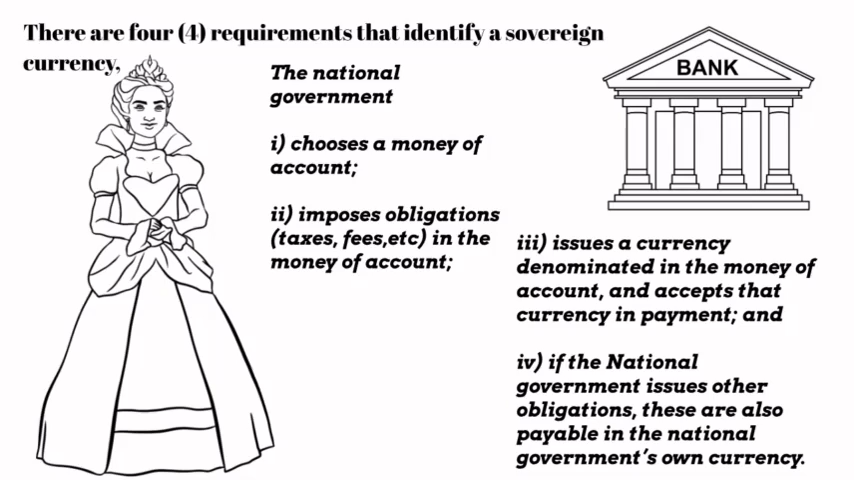 There are four (4) requirements that identify a sovereign
currency,
The national
government
i) chooses a money of
account;
ii) imposes obligations
(taxes, fees,etc) in the
money of account;
BANK
iii) issues a currency
denominated in the money of
account, and accepts that
currency in payment; and
iv) if the National
government issues other
obligations, these are also
payable in the national
government's own currency.